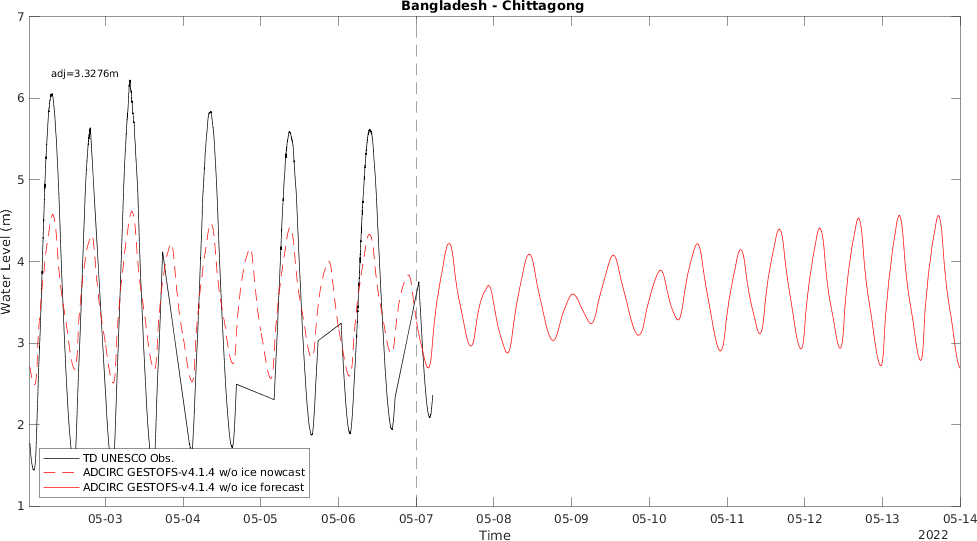 Bangladesh - Chittagong
adj=3.3276m
7
6
5
4
3
2
1
Water Level (m)
TD UNESCO Obs.
ADCIRC GESTOFS-v4.1.4 w/o ice nowcast
ADCIRC GESTOFS-v4.1.4 w/o ice forecast
05-03 05-04 05-05 05-06 05-07 05-08 05-09 05-10 05-11 05-12 05-13 05-14
Time
2022